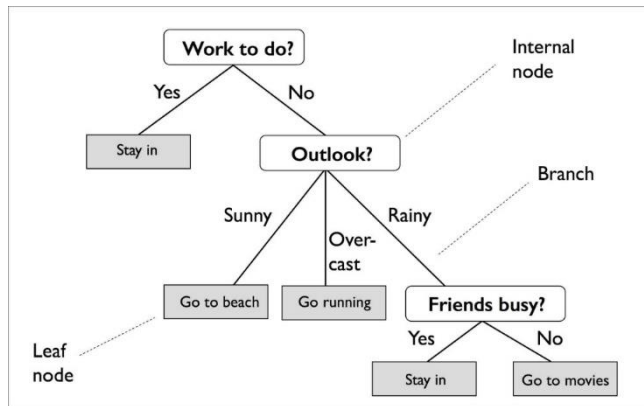 Work to do?
Internal
node
Yes
No
Stay in
Outlook?
Branch
Sunny
Over-
cast
Rainy
Go to beach
Go running
Friends busy?
Leaf
node
Yes
No
Stay in
Go to movies